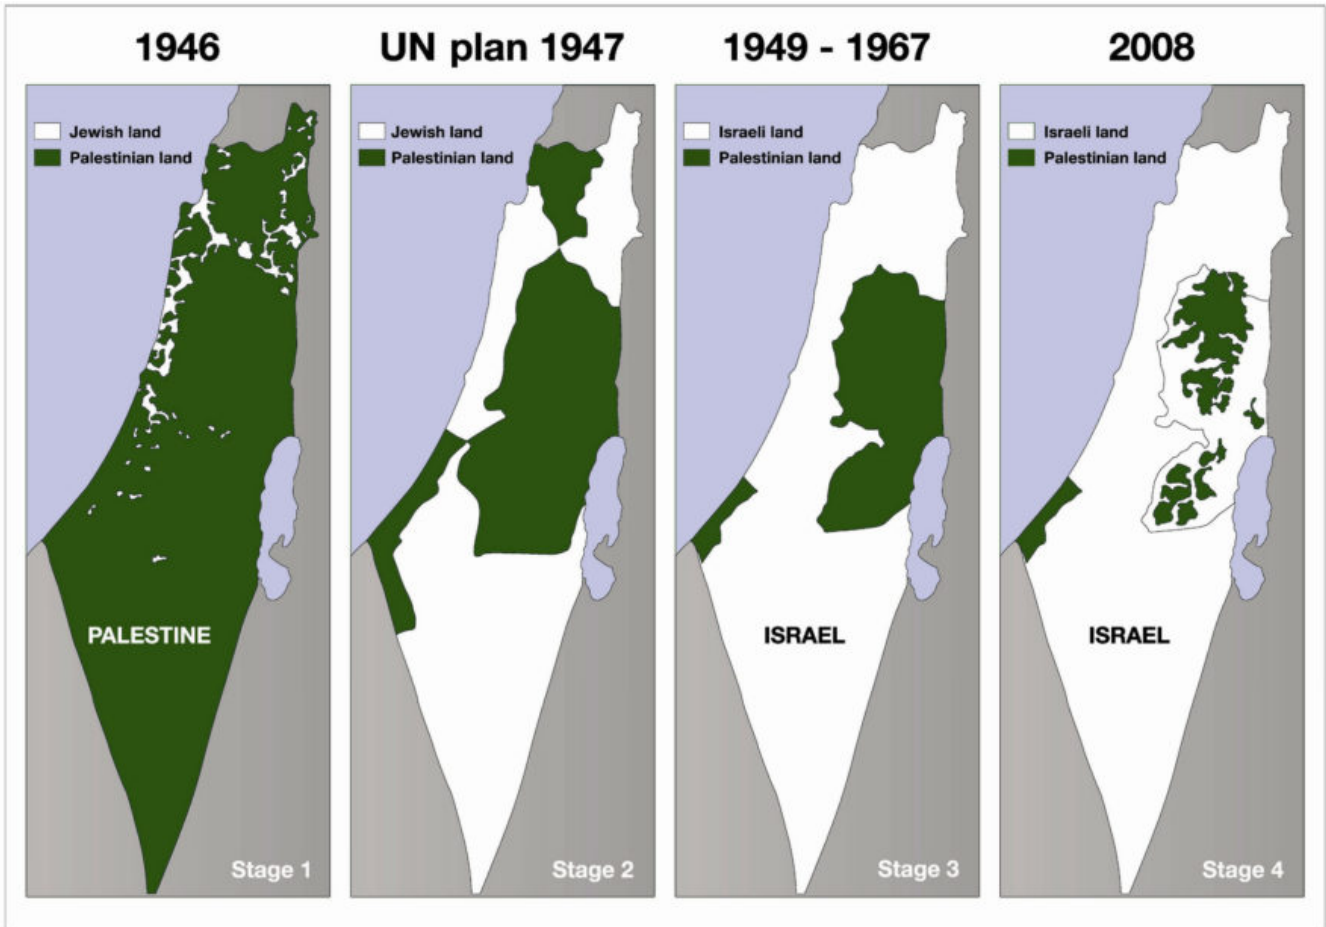 1946
Jewish land
Palestinian land
PALESTINE
Stage 1
UN plan 1947
Jewish land
Palestinian land
Stage 2
1949 - 1967
Israeli land
Palestinian land
ISRAEL
Stage 3
2008
Israeli land
Palestinian land
ISRAEL
Stage 4